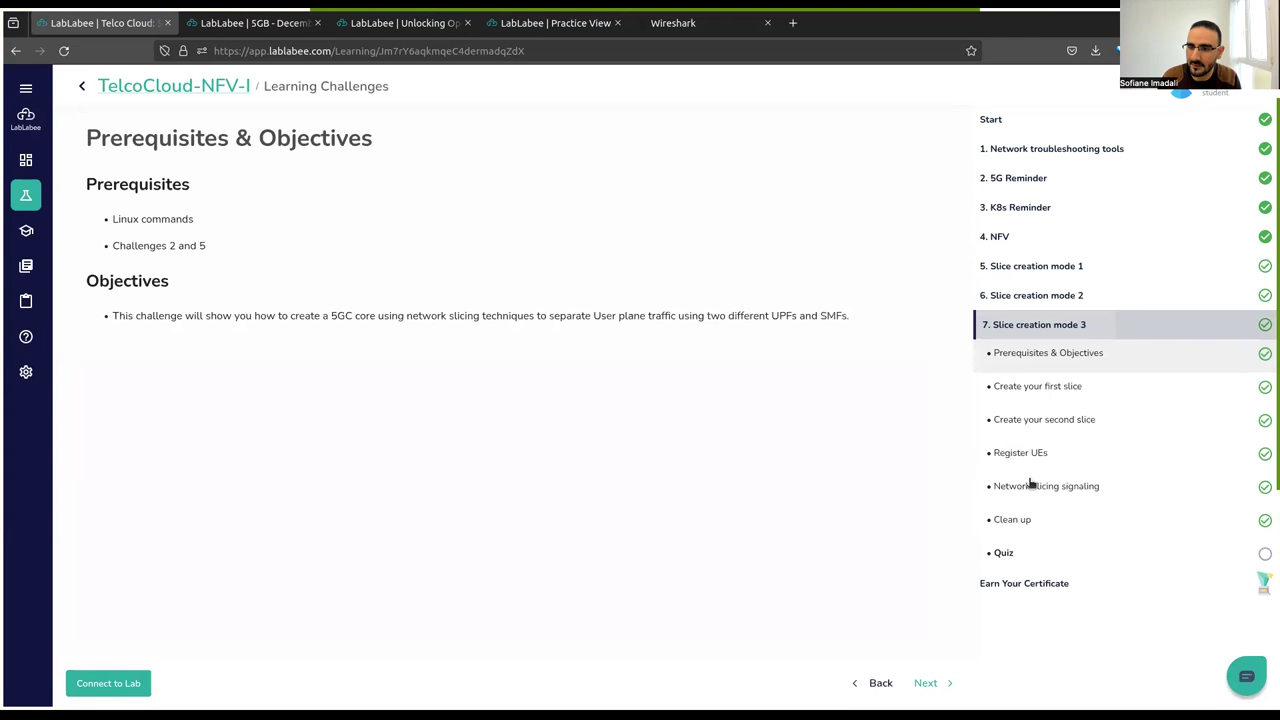 LabLabee | Telco Cloud: S
LabLabee | 5GB - Decemb
LabLabee | Unlocking Op
LabLabee | Practice View
Wireshark
https://app.lablabee.com/Learning/Jm7rY6aqkmqeC4dermadqZdX
Sofiane Imadali
student
LabLabee
TelcoCloud-NFV-I / Learning Challenges
Prerequisites & Objectives
Prerequisites
• Linux commands
• Challenges 2 and 5
Objectives
• This challenge will show you how to create a 5GC core using network slicing techniques to separate User plane traffic using two different UPFs and SMFs.
Start
1. Network troubleshooting tools
2. 5G Reminder
3. K8s Reminder
4. NFV
5. Slice creation mode 1
6. Slice creation mode 2
7. Slice creation mode 3
• Prerequisites & Objectives
• Create your first slice
• Create your second slice
• Register UEs
• Network slicing signaling
• Clean up
• Quiz
Earn Your Certificate
Connect to Lab
Back
Next